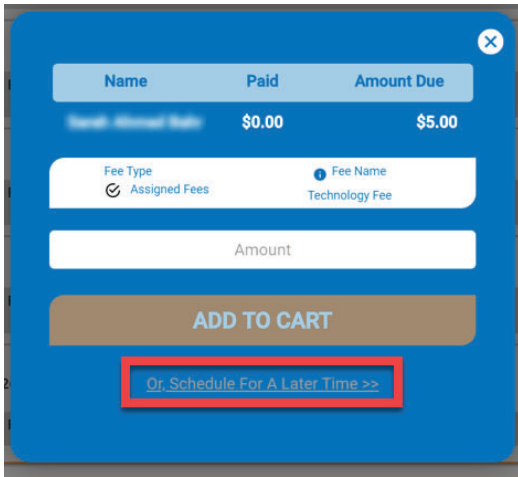 Name Paid Amount Due
$0.00 $5.00
Fee Type Fee Name
Assigned Fees Technology Fee
Amount
ADD TO CART
Or, Schedule For A Later Time >>